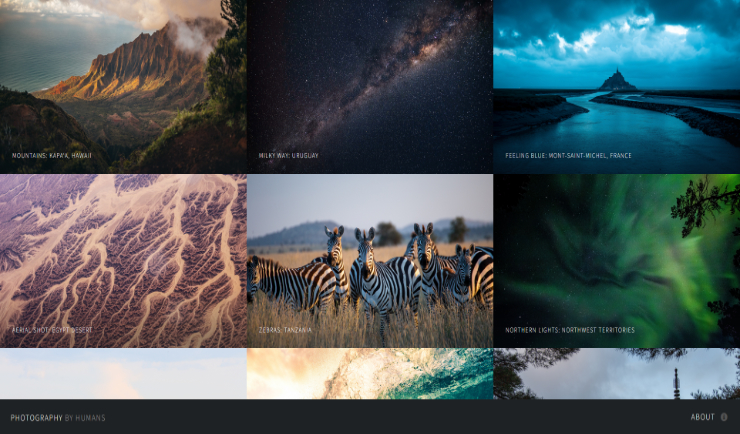 MOUNTAINS: KAPA'A, HAWAII
MILKY WAY: URUGUAY
FEELING BLUE: MONT-SAINT-MICHEL, FRANCE
AERIAL SHOT: EGYPT DESERT
ZEBRAS: TANZANIA
NORTHERN LIGHTS: NORTHWEST TERRITORIES
PHOTOGRAPHY BY HUMANS
ABOUT